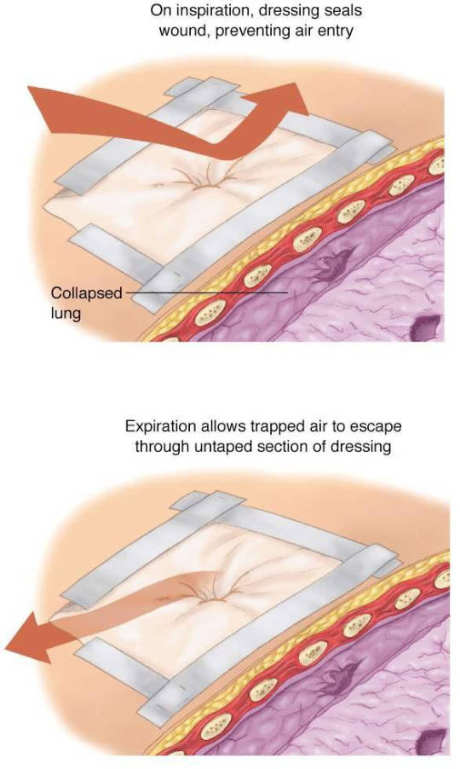 On inspiration, dressing seals
wound, preventing air entry
Collapsed
lung
Expiration allows trapped air to escape
through untaped section of dressing